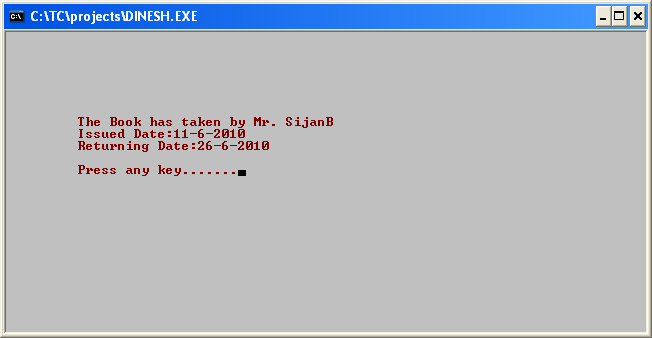 C:\TC\projects\DINESH.EXE
The Book has taken by Mr. SijanB
Issued Date:11-6-2010
Returning Date:26-6-2010
Press any key.......